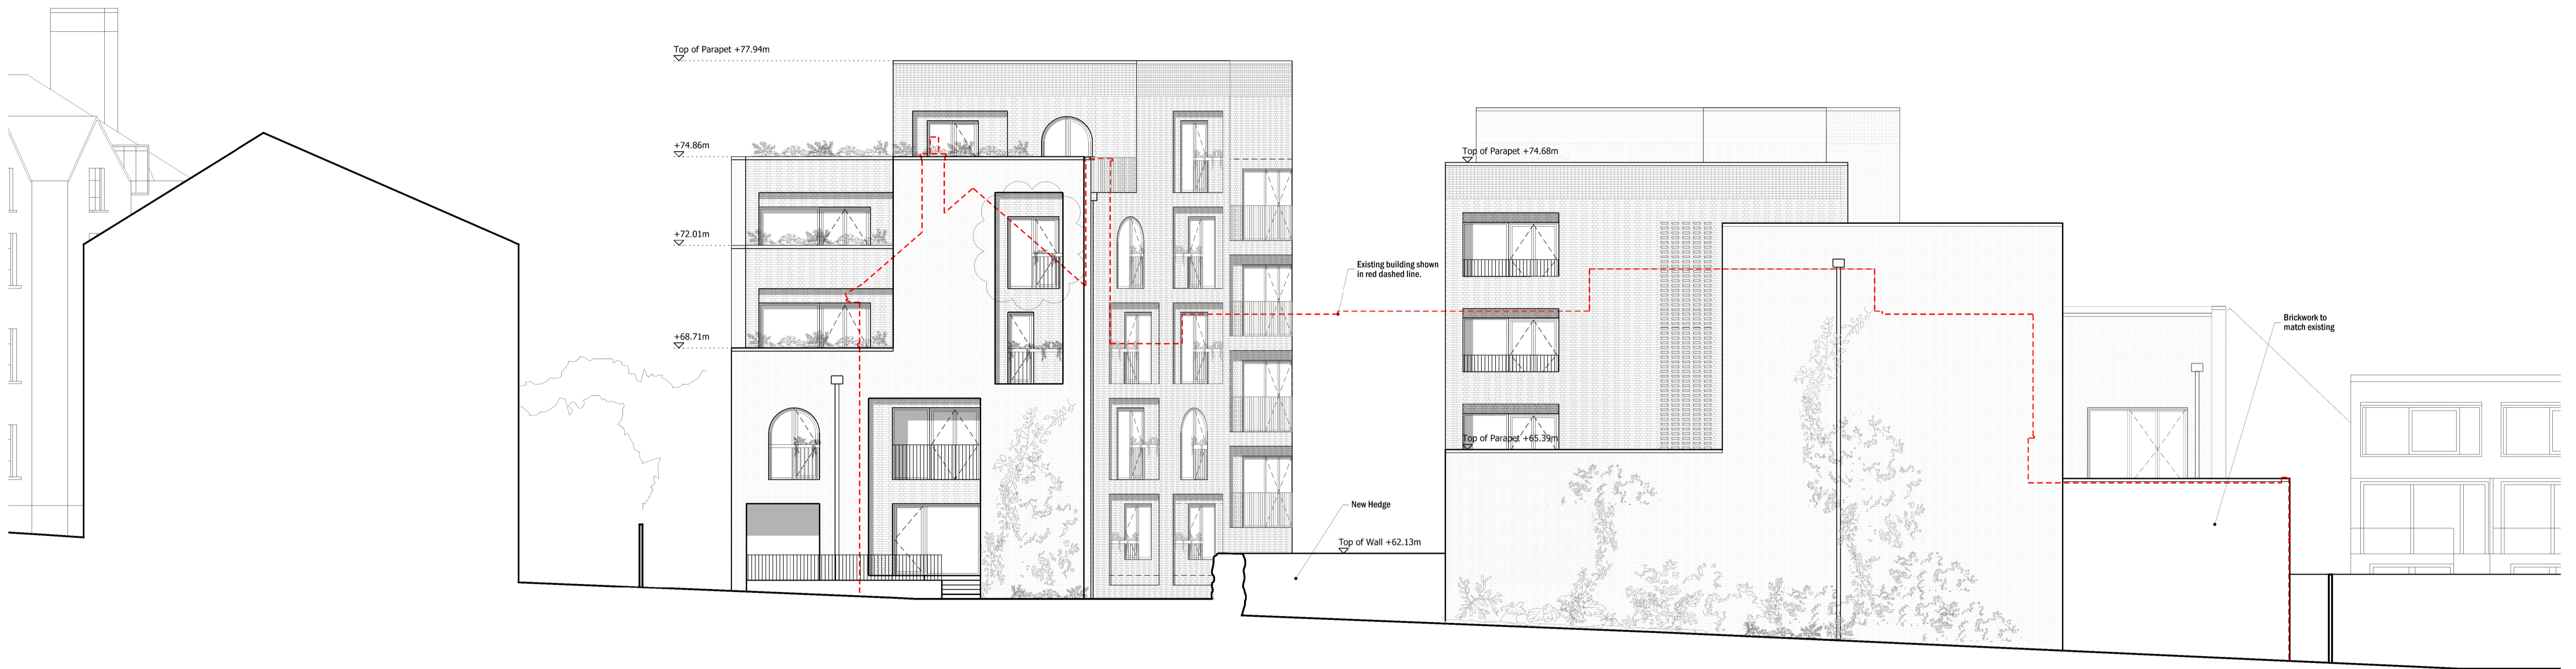 Top of Parapet +77.94m
+74.86m
+72.01m
+68.71m
Existing building shown
in red dashed line.
New Hedge
Top of Wall +62.13m
Top of Parapet +74.68m
Top of Parapet +65.39m
Brickwork to
match existing